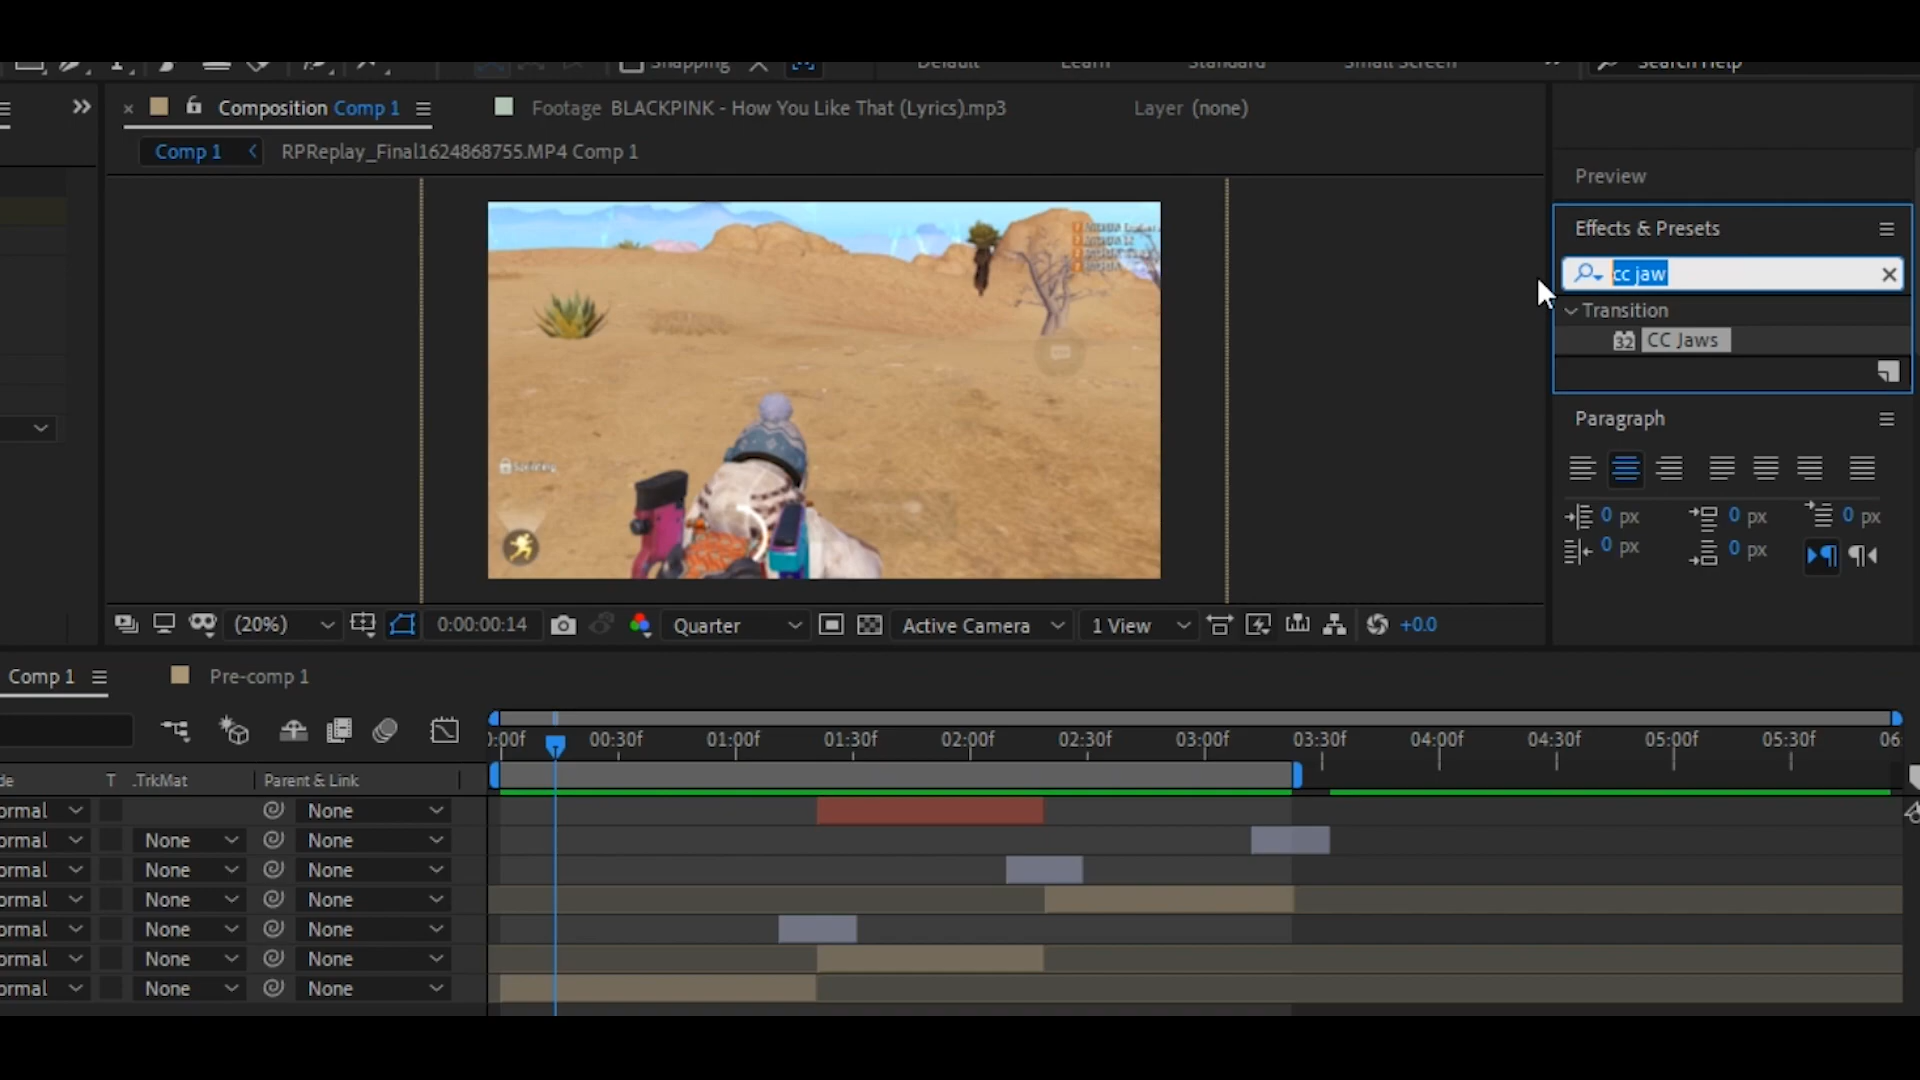 Snapping Default Learn Standard Small Screen Search Help
Composition Comp 1 Footage BLACKPINK - How You Like That (Lyrics).mp3 Layer (none)
Comp 1 RPReplay_Final1624868755.MP4 Comp 1
Preview
Effects & Presets
cc jaw
Transition
32 CC Jaws
Paragraph
0 px 0 px 0 px
0 px 0 px
Sprinting
(20%) 0:00:00:14 Quarter Active Camera 1 View +0.0
Comp 1 Pre-comp 1
):00f 00:30f 01:00f 01:30f 02:00f 02:30f 03:00f 03:30f 04:00f 04:30f 05:00f 05:30f 06
de T .TrkMat Parent & Link
ormal None
ormal None None
ormal None None
ormal None None
ormal None None
ormal None None
ormal None None